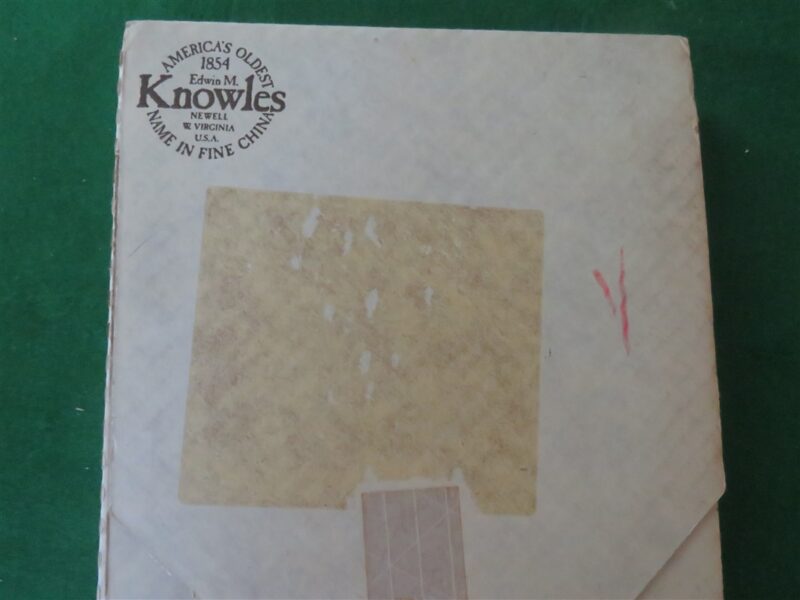 AMERICA'S OLDEST
1854
Edwin M.
Knowles
NEWELL
W. VIRGINIA
U.S.A.
NAME IN FINE CHINA